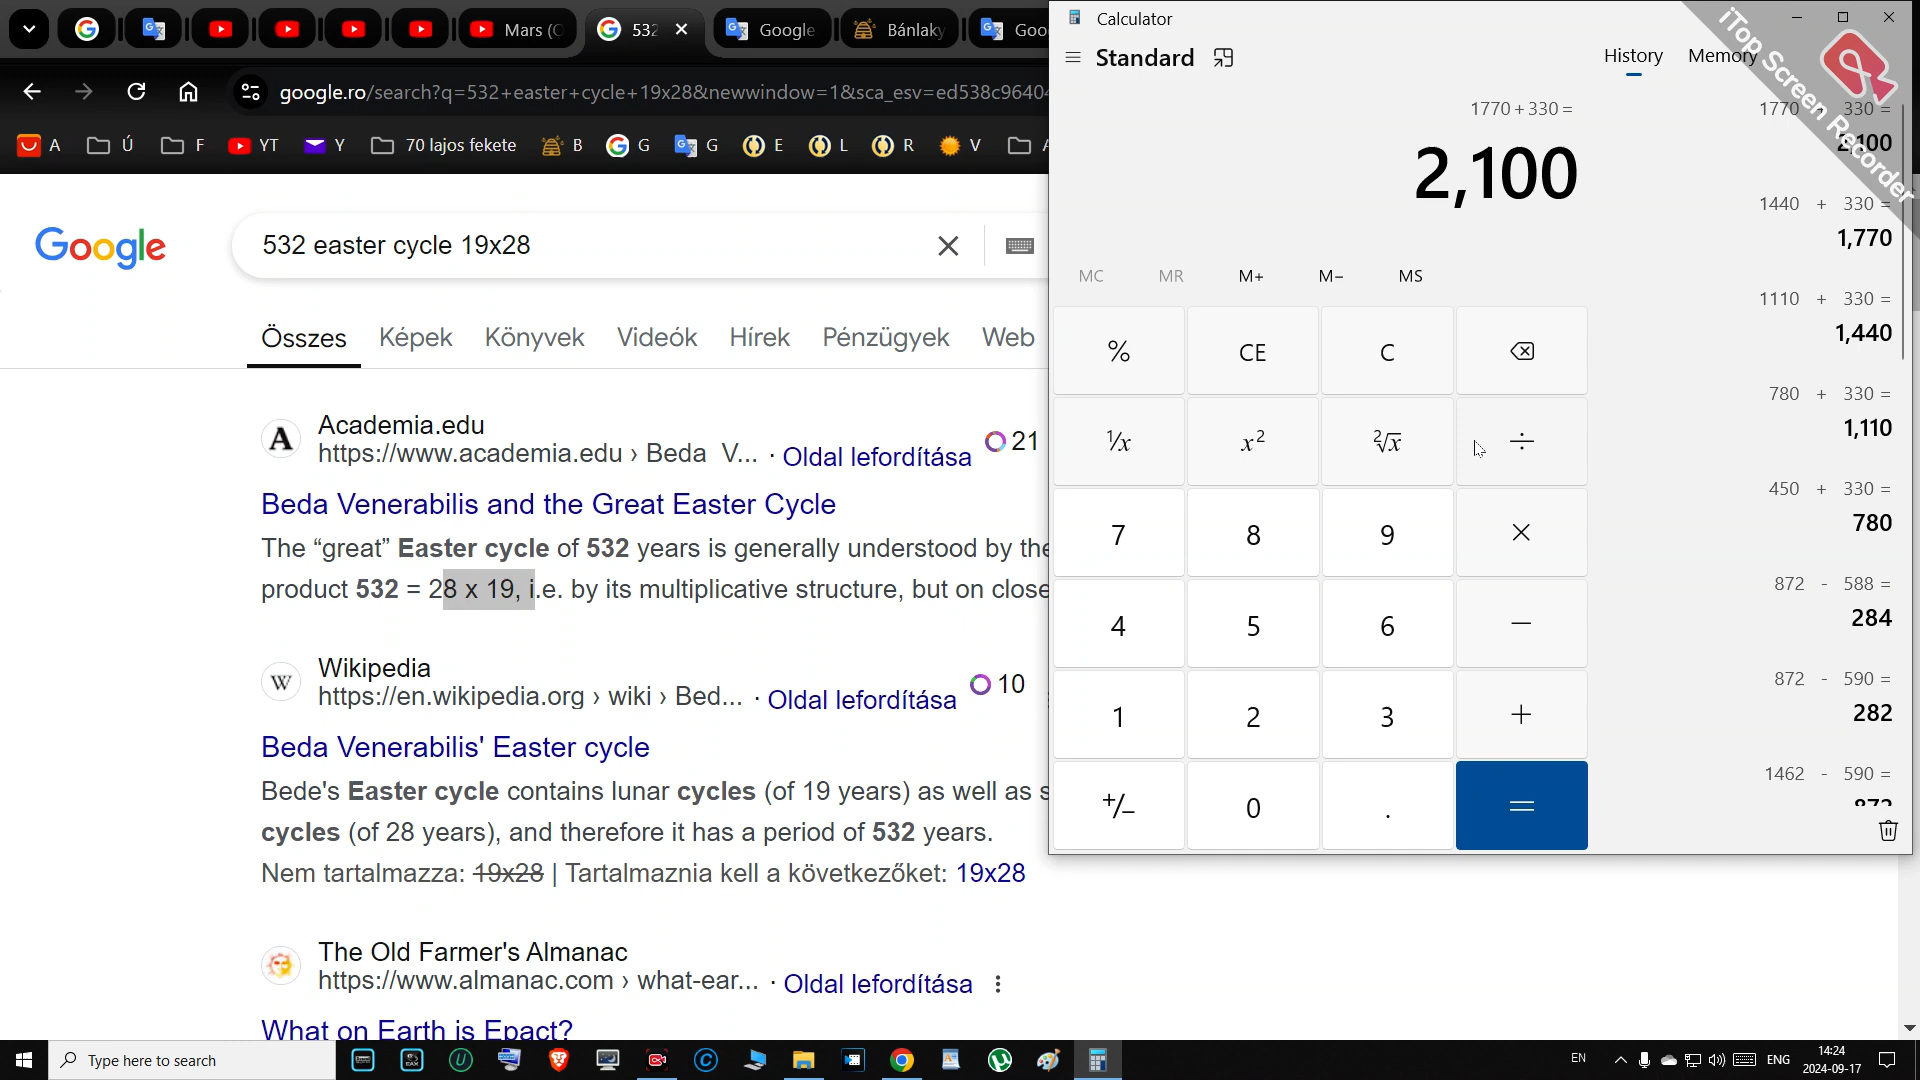 Mars (
532
Google
Bánlaky
Goo
google.ro/search?q=532+easter+cycle+19x28&newwindow=1&sca_esv=ed538c96404
A
Ú
F
YT
Y
70 lajos fekete
B
G
G
E
L
R
V
Google
532 easter cycle 19x28
Összes
Képek
Könyvek
Videók
Hírek
Pénzügyek
Web
Academia.edu
https://www.academia.edu › Beda V... · Oldal lefordítása
21
Beda Venerabilis and the Great Easter Cycle
The “great” Easter cycle of 532 years is generally understood by the
product 532 = 28 x 19, i.e. by its multiplicative structure, but on close
W
Wikipedia
https://en.wikipedia.org › wiki › Bed... · Oldal lefordítása
10
Beda Venerabilis' Easter cycle
Bede's Easter cycle contains lunar cycles (of 19 years) as well as s
cycles (of 28 years), and therefore it has a period of 532 years.
Nem tartalmazza: 19x28 | Tartalmaznia kell a következőket: 19x28
The Old Farmer's Almanac
https://www.almanac.com › what-ear... · Oldal lefordítása
What on Earth is Epact?
Calculator
Standard
History
Memory
1770 + 330 =
2,100
MC
MR
M+
M−
MS
%
CE
C
⌫
¹/x
x²
²√x
÷
7
8
9
×
4
5
6
−
1
2
3
+
+/−
0
.
=
1770 + 330 =
2,100
1440 + 330 =
1,770
1110 + 330 =
1,440
780 + 330 =
1,110
450 + 330 =
780
872 - 588 =
284
872 - 590 =
282
1462 - 590 =
872
iTop Screen Recorder
Type here to search
EN
ENG
14:24
2024-09-17